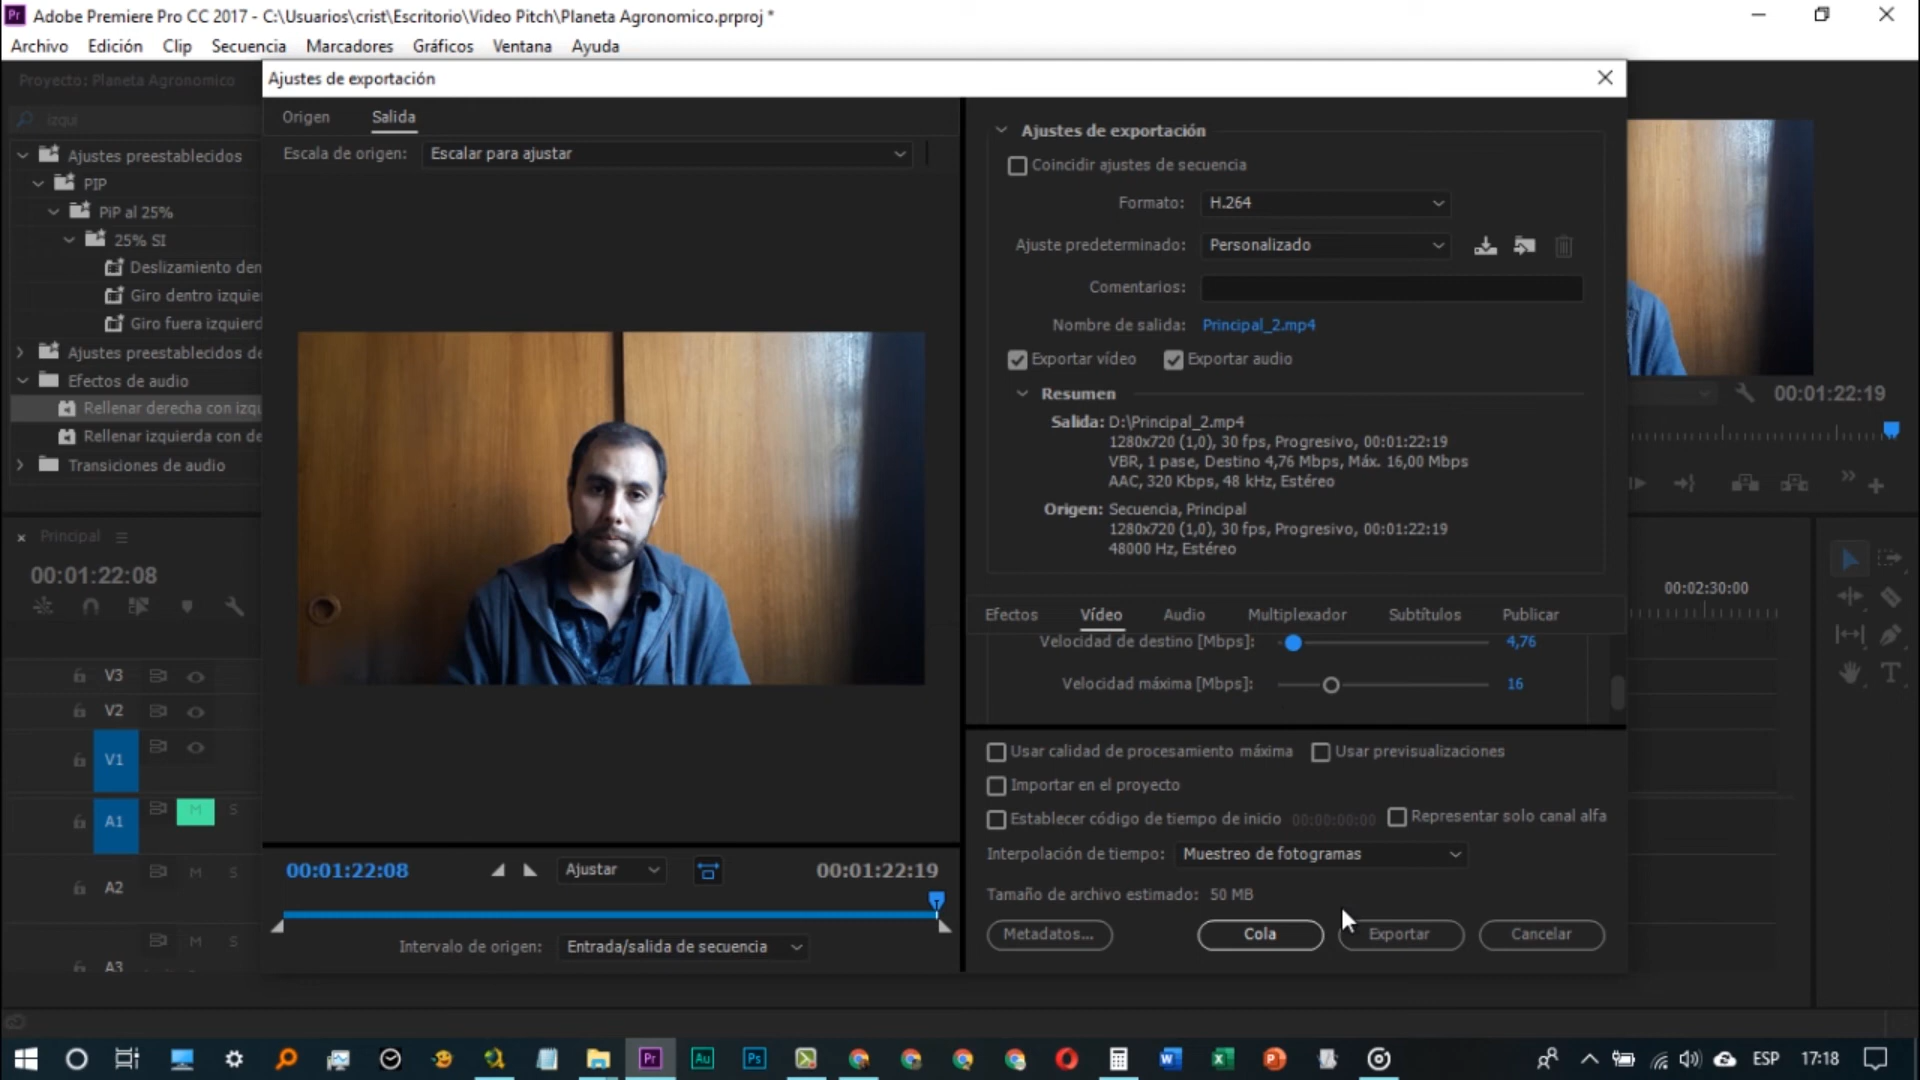 Adobe Premiere Pro CC 2017 - C:\Usuarios\crist\Escritorio\Video Pitch\Planeta Agronomico.prproj *
Archivo Edición Clip Secuencia Marcadores Gráficos Ventana Ayuda
Proyecto: Planeta Agronomico
izqui
Ajustes preestablecidos
PIP
PiP al 25%
25% SI
Deslizamiento den
Giro dentro izquie
Giro fuera izquierd
Ajustes preestablecidos de
Efectos de audio
Rellenar derecha con izqu
Rellenar izquierda con de
Transiciones de audio
Principal
00:01:22:08
V3
V2
V1
A1 M S
A2 M S
A3 M S
Ajustes de exportación
Origen Salida
Escala de origen: Escalar para ajustar
00:01:22:08 Ajustar 00:01:22:19
Intervalo de origen: Entrada/salida de secuencia
Ajustes de exportación
Coincidir ajustes de secuencia
Formato: H.264
Ajuste predeterminado: Personalizado
Comentarios:
Nombre de salida: Principal_2.mp4
Exportar vídeo Exportar audio
Resumen
Salida: D:\Principal_2.mp4
1280x720 (1,0), 30 fps, Progresivo, 00:01:22:19
VBR, 1 pase, Destino 4,76 Mbps, Máx. 16,00 Mbps
AAC, 320 Kbps, 48 kHz, Estéreo
Origen: Secuencia, Principal
1280x720 (1,0), 30 fps, Progresivo, 00:01:22:19
48000 Hz, Estéreo
Efectos Vídeo Audio Multiplexador Subtítulos Publicar
Velocidad de destino [Mbps]: 4,76
Velocidad máxima [Mbps]: 16
Usar calidad de procesamiento máxima Usar previsualizaciones
Importar en el proyecto
Establecer código de tiempo de inicio 00:00:00:00 Representar solo canal alfa
Interpolación de tiempo: Muestreo de fotogramas
Tamaño de archivo estimado: 50 MB
Metadatos... Cola Exportar Cancelar
00:01:22:19
00:02:30:00
Pr Au Ps ESP 17:18